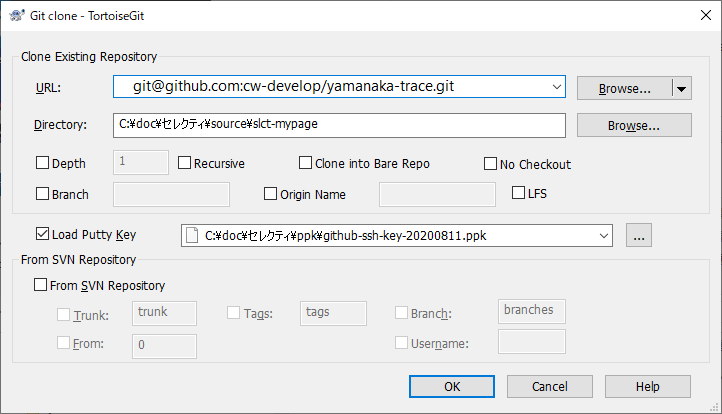 Git clone - TortoiseGit
Clone Existing Repository
URL: git@github.com:cw-develop/yamanaka-trace.git Browse...
Directory: C:¥doc¥セレクティ¥source¥slct-mypage Browse...
Depth 1 Recursive Clone into Bare Repo No Checkout
Branch Origin Name LFS
Load Putty Key C:¥doc¥セレクティ¥ppk¥github-ssh-key-20200811.ppk ...
From SVN Repository
From SVN Repository
Trunk: trunk Tags: tags Branch: branches
From: 0 Username:
OK Cancel Help